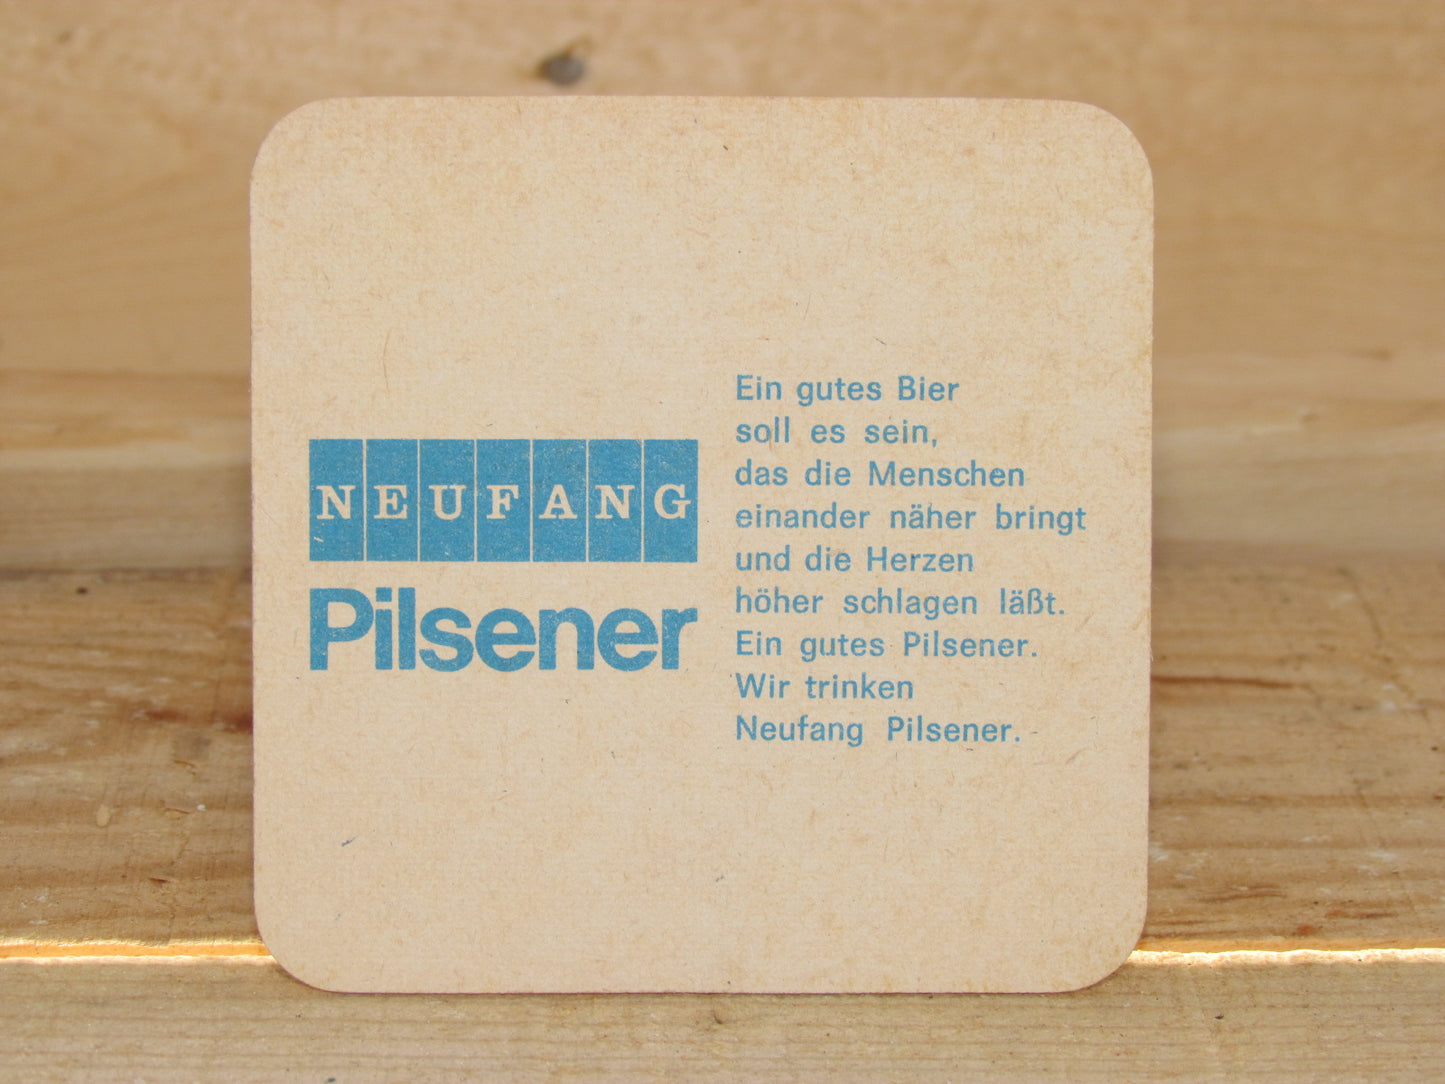 NEUFANG
Pilsener
Ein gutes Bier
soll es sein,
das die Menschen
einander näher bringt
und die Herzen
höher schlagen läßt.
Ein gutes Pilsener.
Wir trinken
Neufang Pilsener.